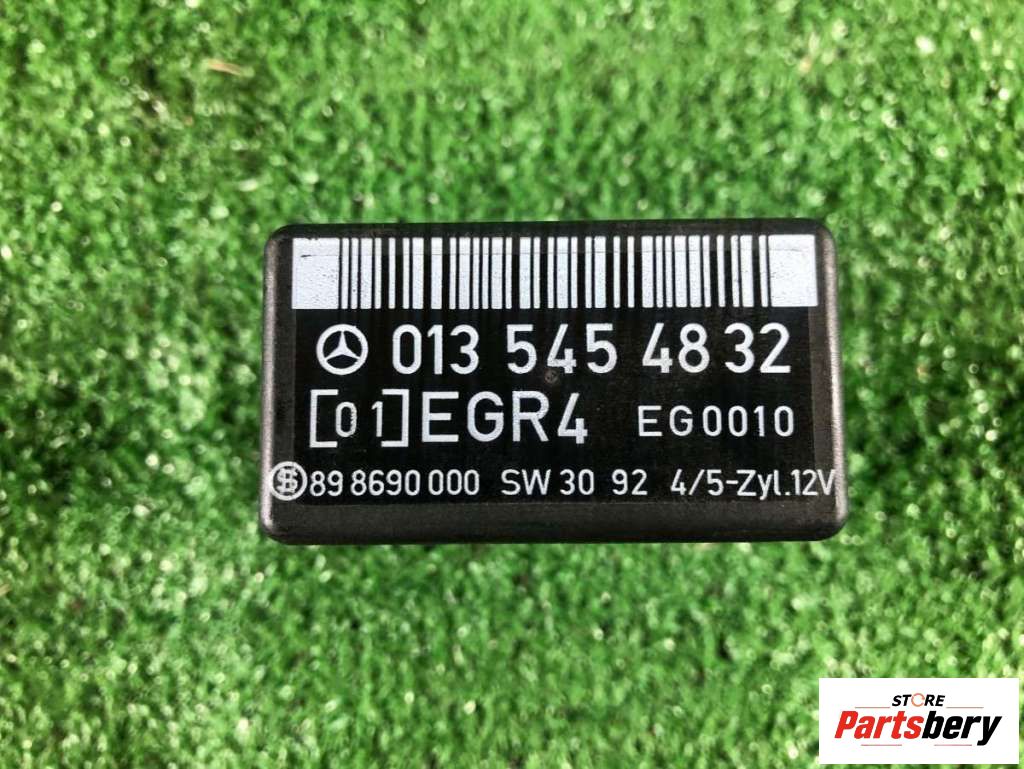 013 545 48 32
[01] EGR4 EG0010
89 8690 000 SW 30 92 4/5-Zyl.12V
STORE
Partsbery